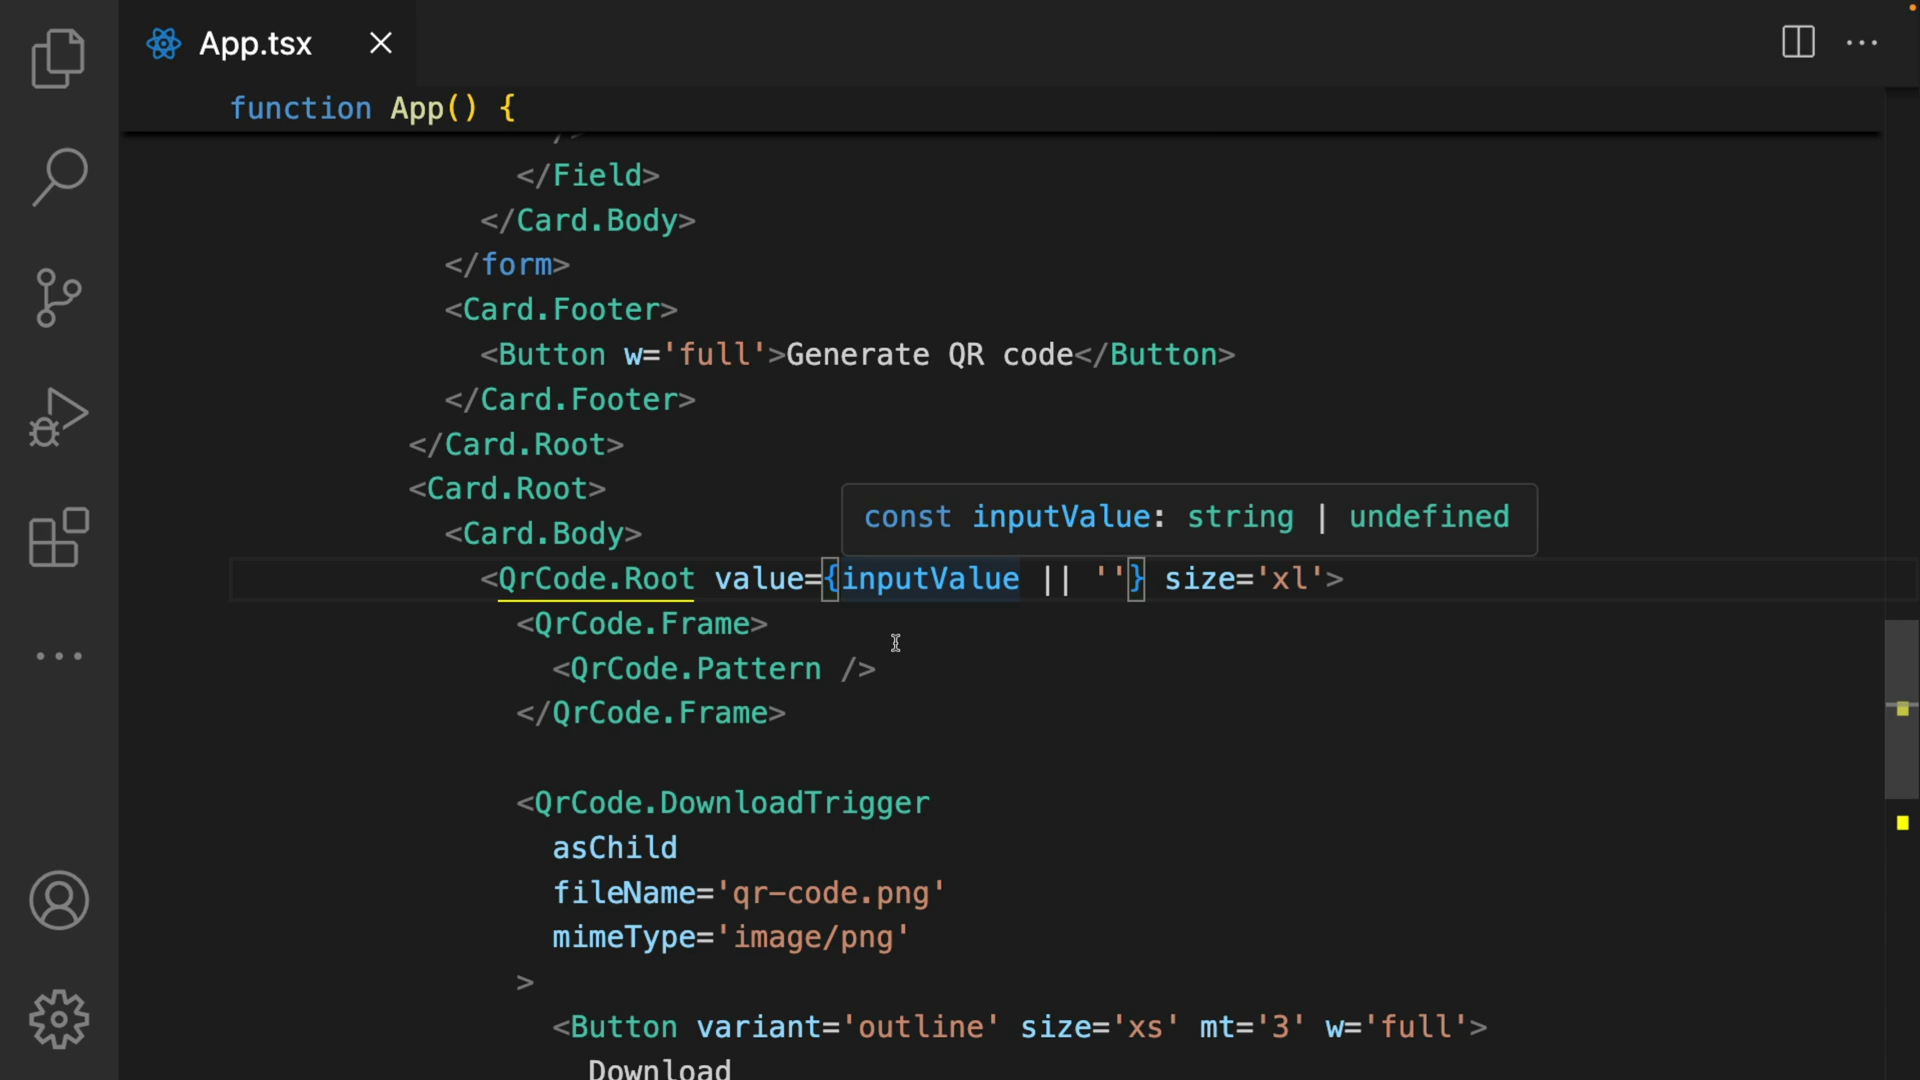 App.tsx
function App() {
/>
</Field>
</Card.Body>
</form>
<Card.Footer>
<Button w='full'>Generate QR code</Button>
</Card.Footer>
</Card.Root>
<Card.Root>
const inputValue: string | undefined
<Card.Body>
<QrCode.Root value={inputValue || ''} size='xl'>
<QrCode.Frame>
<QrCode.Pattern />
</QrCode.Frame>
<QrCode.DownloadTrigger
asChild
fileName='qr-code.png'
mimeType='image/png'
>
<Button variant='outline' size='xs' mt='3' w='full'>
Download